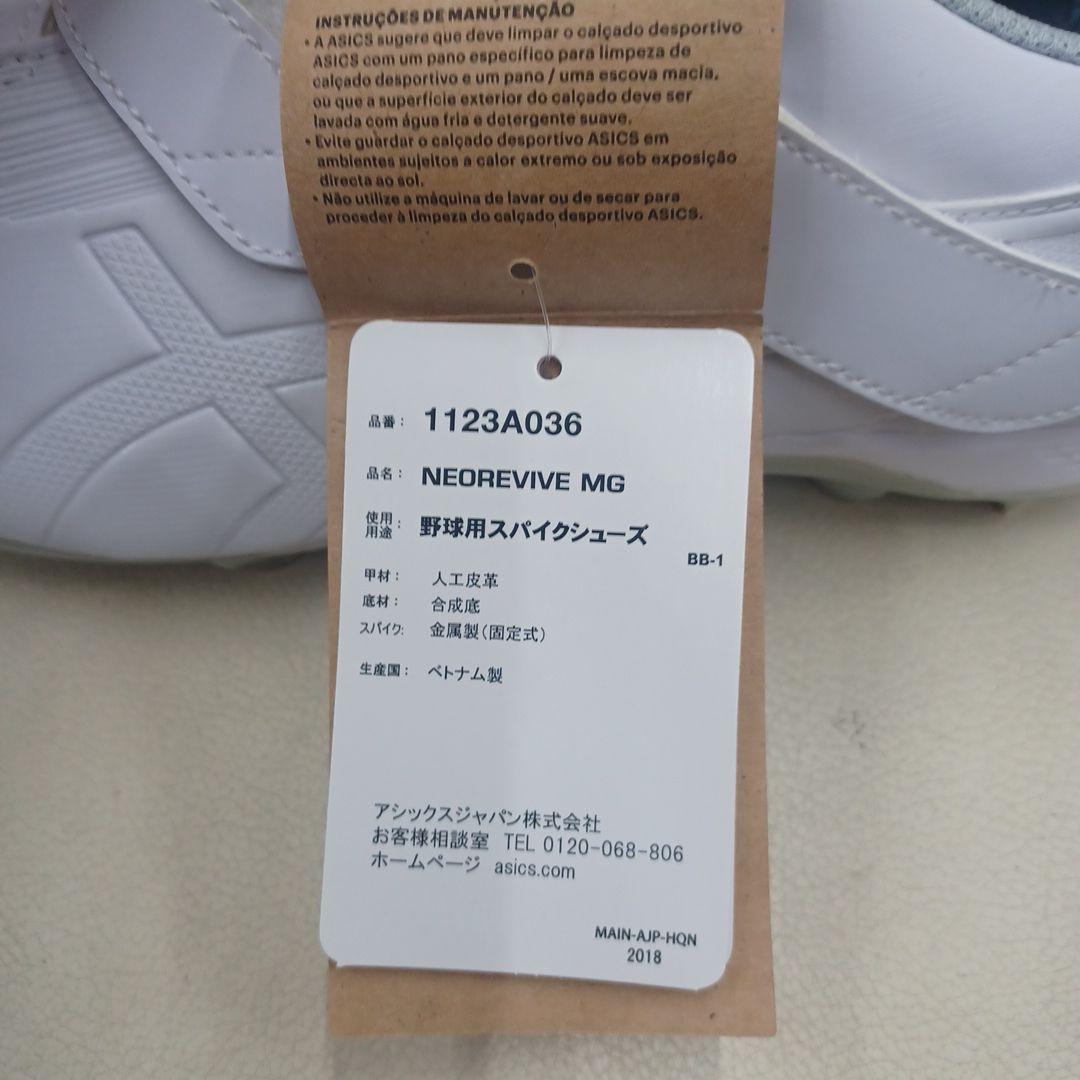 INSTRUÇÕES DE MANUTENÇÃO
• A ASICS sugere que deve limpar o calçado desportivo
ASICS com um pano específico para limpeza de
calçado desportivo e um pano / uma escova macia,
ou que a superfície exterior do calçado deve ser
lavada com água fria e detergente suave.
• Evite guardar o calçado desportivo ASICS em
ambientes sujeitos a calor extremo ou sob exposição
directa ao sol.
• Não utilize a máquina de lavar ou de secar para
proceder à limpeza do calçado desportivo ASICS.
品番: 1123A036
品名: NEOREVIVE MG
使用用途: 野球用スパイクシューズ
BB-1
甲材: 人工皮革
底材: 合成底
スパイク: 金属製(固定式)
生産国: ベトナム製
アシックスジャパン株式会社
お客様相談室 TEL 0120-068-806
ホームページ asics.com
MAIN-AJP-HQN
2018